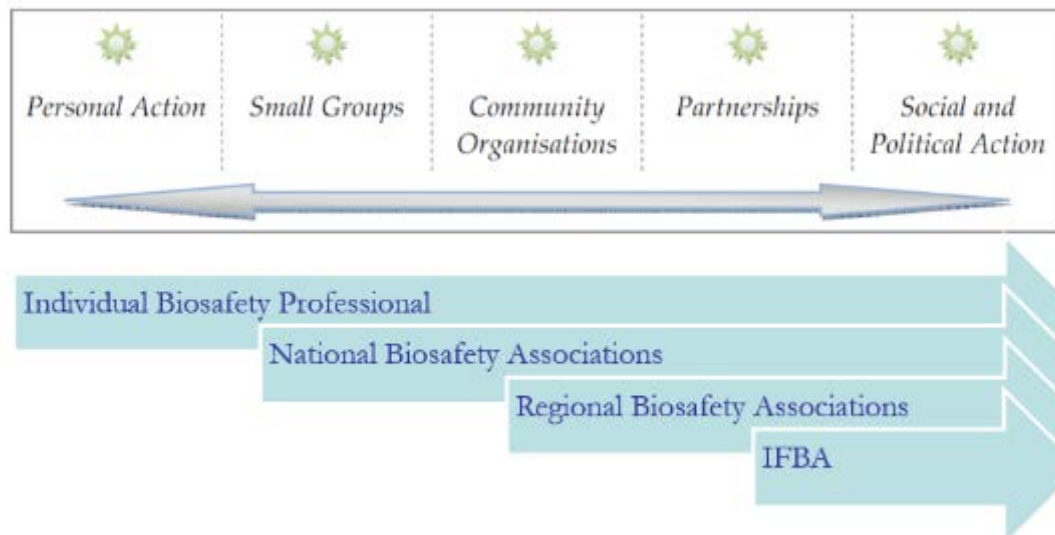 Personal Action
Small Groups
Community
Organisations
Partnerships
Social and
Political Action
Individual Biosafety Professional
National Biosafety Associations
Regional Biosafety Associations
IFBA